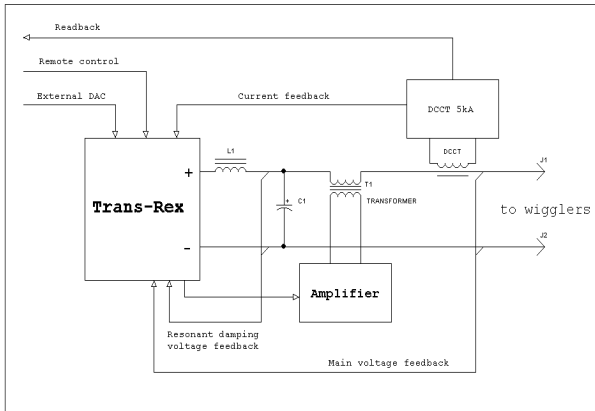 Readback
Remote control
External DAC
Current feedback
DCCT 5kA
DCCT
L1
J1
+
Trans-Rex
+
C1
T1
TRANSFORMER
to wigglers
-
J2
Amplifier
Resonant damping
voltage feedback
Main voltage feedback